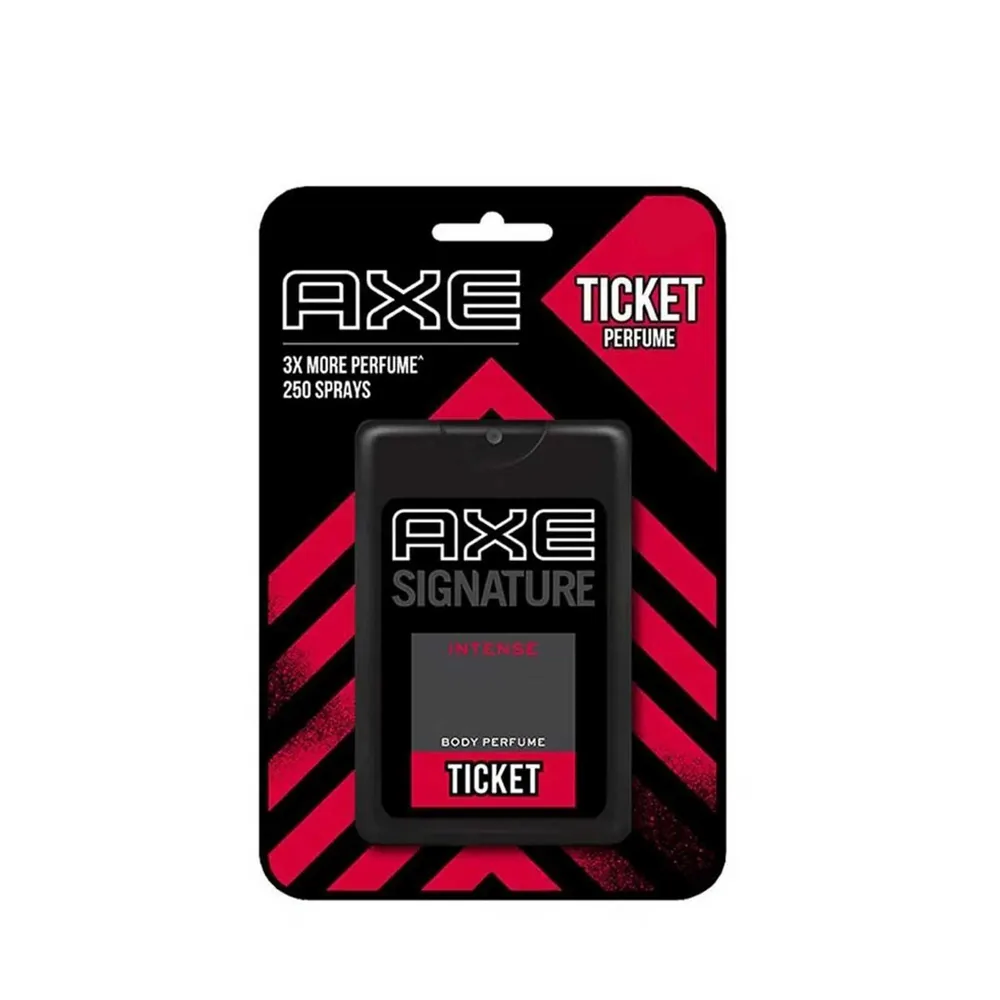 AXE
3X MORE PERFUME^
250 SPRAYS
TICKET
PERFUME
AXE
SIGNATURE
INTENSE
BODY PERFUME
TICKET